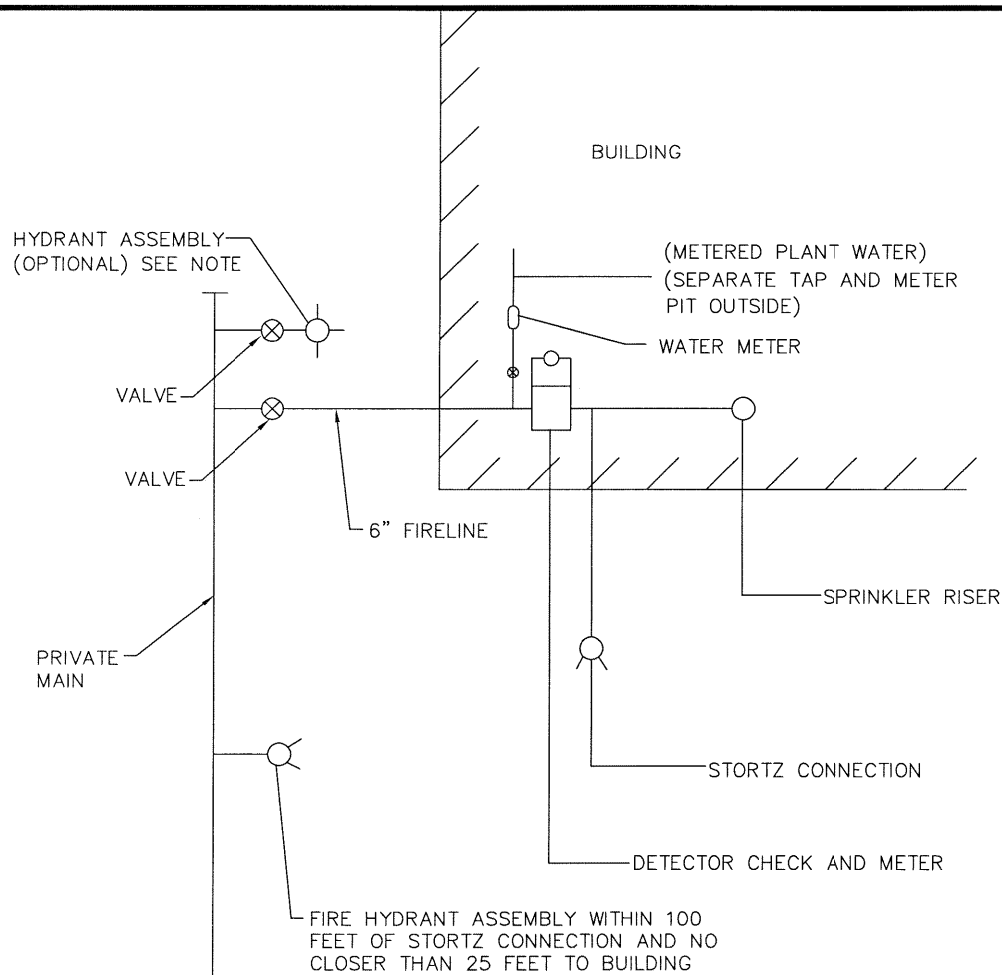 BUILDING
HYDRANT ASSEMBLY
(OPTIONAL) SEE NOTE
(METERED PLANT WATER)
(SEPARATE TAP AND METER
PIT OUTSIDE)
WATER METER
VALVE
VALVE
6” FIRELINE
SPRINKLER RISER
PRIVATE
MAIN
STORTZ CONNECTION
DETECTOR CHECK AND METER
FIRE HYDRANT ASSEMBLY WITHIN 100
FEET OF STORTZ CONNECTION AND NO
CLOSER THAN 25 FEET TO BUILDING